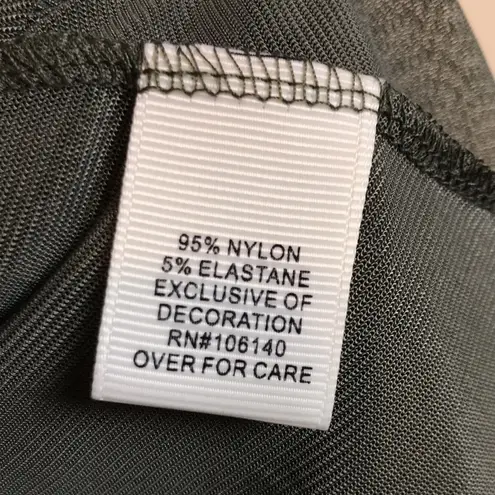 95% NYLON
5% ELASTANE
EXCLUSIVE OF
DECORATION
RN#106140
OVER FOR CARE